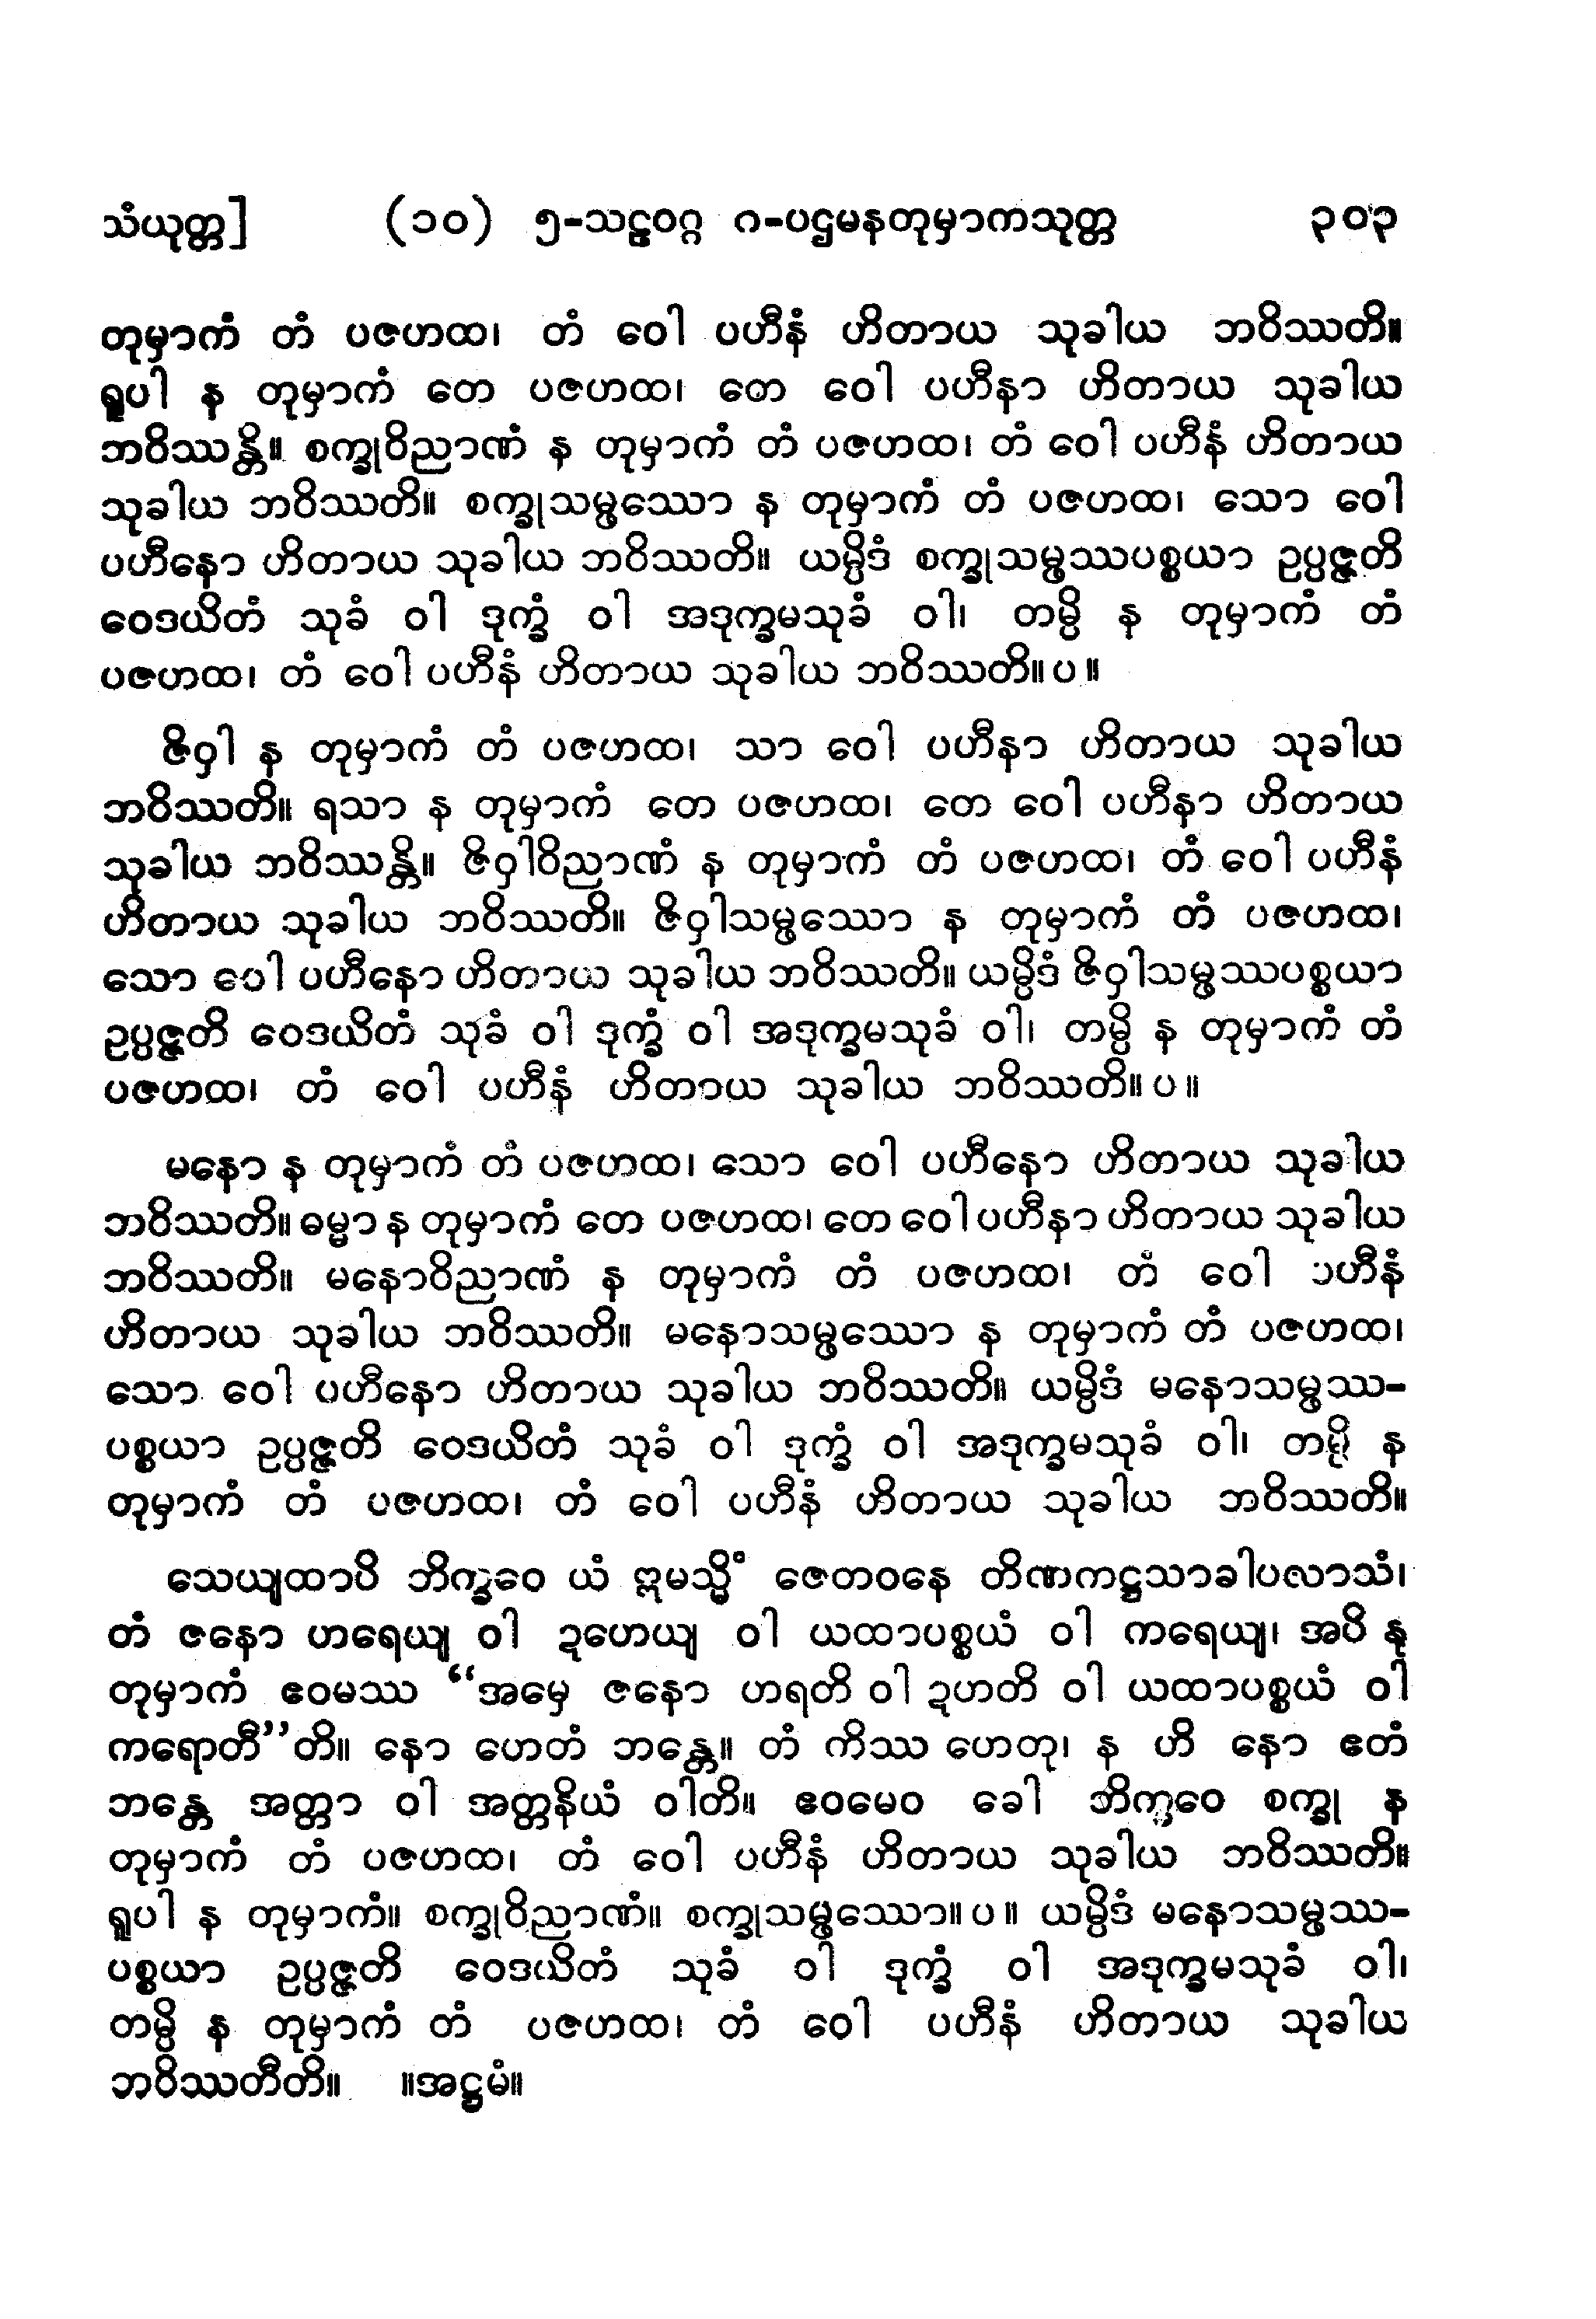 သံယုတ္တ] (၁၀) ၅-သဠဝဂ္ဂ ၈-ပဌမနတုမှာကသုတ္တ ၃၀၃
တုမှာကံ တံ ပဇဟထ၊ တံ ဝေါ ပဟီနံ ဟိတာယ သုခါယ ဘဝိဿတိ။
ရူပါ န တုမှာကံ တေ ပဇဟထ၊ တေ ဝေါ ပဟီနာ ဟိတာယ သုခါယ
ဘဝိဿန္တိ။ စက္ခုဝိညာဏံ န တုမှာကံ တံ ပဇဟထ၊ တံ ဝေါ ပဟီနံ ဟိတာယ
သုခါယ ဘဝိဿတိ။ စက္ခုသမ္ဖဿော န တုမှာကံ တံ ပဇဟထ၊ သော ဝေါ
ပဟီနော ဟိတာယ သုခါယ ဘဝိဿတိ။ ယမ္ပိဒံ စက္ခုသမ္ဖဿပစ္စယာ ဥပ္ပဇ္ဇတိ
ဝေဒယိတံ သုခံ ဝါ ဒုက္ခံ ဝါ အဒုက္ခမသုခံ ဝါ၊ တမ္ပိ န တုမှာကံ တံ
ပဇဟထ၊ တံ ဝေါ ပဟီနံ ဟိတာယ သုခါယ ဘဝိဿတိ။ ပ ။
ဇိဝှါ န တုမှာကံ တံ ပဇဟထ၊ သာ ဝေါ ပဟီနာ ဟိတာယ သုခါယ
ဘဝိဿတိ။ ရသာ န တုမှာကံ တေ ပဇဟထ၊ တေ ဝေါ ပဟီနာ ဟိတာယ
သုခါယ ဘဝိဿန္တိ။ ဇိဝှါဝိညာဏံ န တုမှာကံ တံ ပဇဟထ၊ တံ ဝေါ ပဟီနံ
ဟိတာယ သုခါယ ဘဝိဿတိ။ ဇိဝှါသမ္ဖဿော န တုမှာကံ တံ ပဇဟထ၊
သော ဝေါ ပဟီနော ဟိတာယ သုခါယ ဘဝိဿတိ။ ယမ္ပိဒံ ဇိဝှါသမ္ဖဿပစ္စယာ
ဥပ္ပဇ္ဇတိ ဝေဒယိတံ သုခံ ဝါ ဒုက္ခံ ဝါ အဒုက္ခမသုခံ ဝါ၊ တမ္ပိ န တုမှာကံ တံ
ပဇဟထ၊ တံ ဝေါ ပဟီနံ ဟိတာယ သုခါယ ဘဝိဿတိ။ ပ ။
မနော န တုမှာကံ တံ ပဇဟထ၊ သော ဝေါ ပဟီနော ဟိတာယ သုခါယ
ဘဝိဿတိ။ ဓမ္မာ န တုမှာကံ တေ ပဇဟထ၊ တေ ဝေါ ပဟီနာ ဟိတာယ သုခါယ
ဘဝိဿတိ။ မနောဝိညာဏံ န တုမှာကံ တံ ပဇဟထ၊ တံ ဝေါ ပဟီနံ
ဟိတာယ သုခါယ ဘဝိဿတိ။ မနောသမ္ဖဿော န တုမှာကံ တံ ပဇဟထ၊
သော ဝေါ ပဟီနော ဟိတာယ သုခါယ ဘဝိဿတိ။ ယမ္ပိဒံ မနောသမ္ဖဿ-
ပစ္စယာ ဥပ္ပဇ္ဇတိ ဝေဒယိတံ သုခံ ဝါ ဒုက္ခံ ဝါ အဒုက္ခမသုခံ ဝါ၊ တမ္ပိ န
တုမှာကံ တံ ပဇဟထ၊ တံ ဝေါ ပဟီနံ ဟိတာယ သုခါယ ဘဝိဿတိ။
သေယျထာပိ ဘိက္ခဝေ ယံ ဣမသ္မိံ ဇေတဝနေ တိဏကဋ္ဌသာခါပလာသံ၊
တံ ဇနော ဟရေယျ ဝါ ဍဟေယျ ဝါ ယထာပစ္စယံ ဝါ ကရေယျ၊ အပိ နု
တုမှာကံ ဧဝမဿ “အမှေ ဇနော ဟရတိ ဝါ ဍဟတိ ဝါ ယထာပစ္စယံ ဝါ
ကရောတီ”တိ။ နော ဟေတံ ဘန္တေ။ တံ ကိဿ ဟေတု၊ န ဟိ နော ဧတံ
ဘန္တေ အတ္တာ ဝါ အတ္တနိယံ ဝါတိ။ ဧဝမေဝ ခေါ ဘိက္ခဝေ စက္ခု န
တုမှာကံ တံ ပဇဟထ၊ တံ ဝေါ ပဟီနံ ဟိတာယ သုခါယ ဘဝိဿတိ။
ရူပါ န တုမှာကံ။ စက္ခုဝိညာဏံ။ စက္ခုသမ္ဖဿော။ ပ ။ ယမ္ပိဒံ မနောသမ္ဖဿ-
ပစ္စယာ ဥပ္ပဇ္ဇတိ ဝေဒယိတံ သုခံ ဝါ ဒုက္ခံ ဝါ အဒုက္ခမသုခံ ဝါ၊
တမ္ပိ န တုမှာကံ တံ ပဇဟထ၊ တံ ဝေါ ပဟီနံ ဟိတာယ သုခါယ
ဘဝိဿတီတိ။ ။အဋ္ဌမံ။